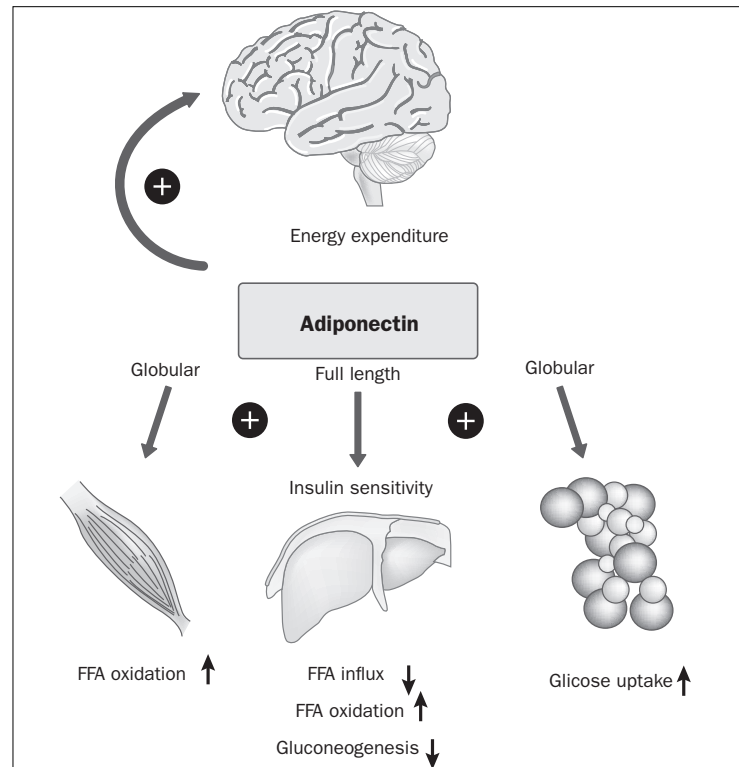 Energy expenditure
Adiponectin
Globular
Full length
Globular
Insulin sensitivity
FFA oxidation
FFA influx
Glicose uptake
FFA oxidation
Gluconeogenesis